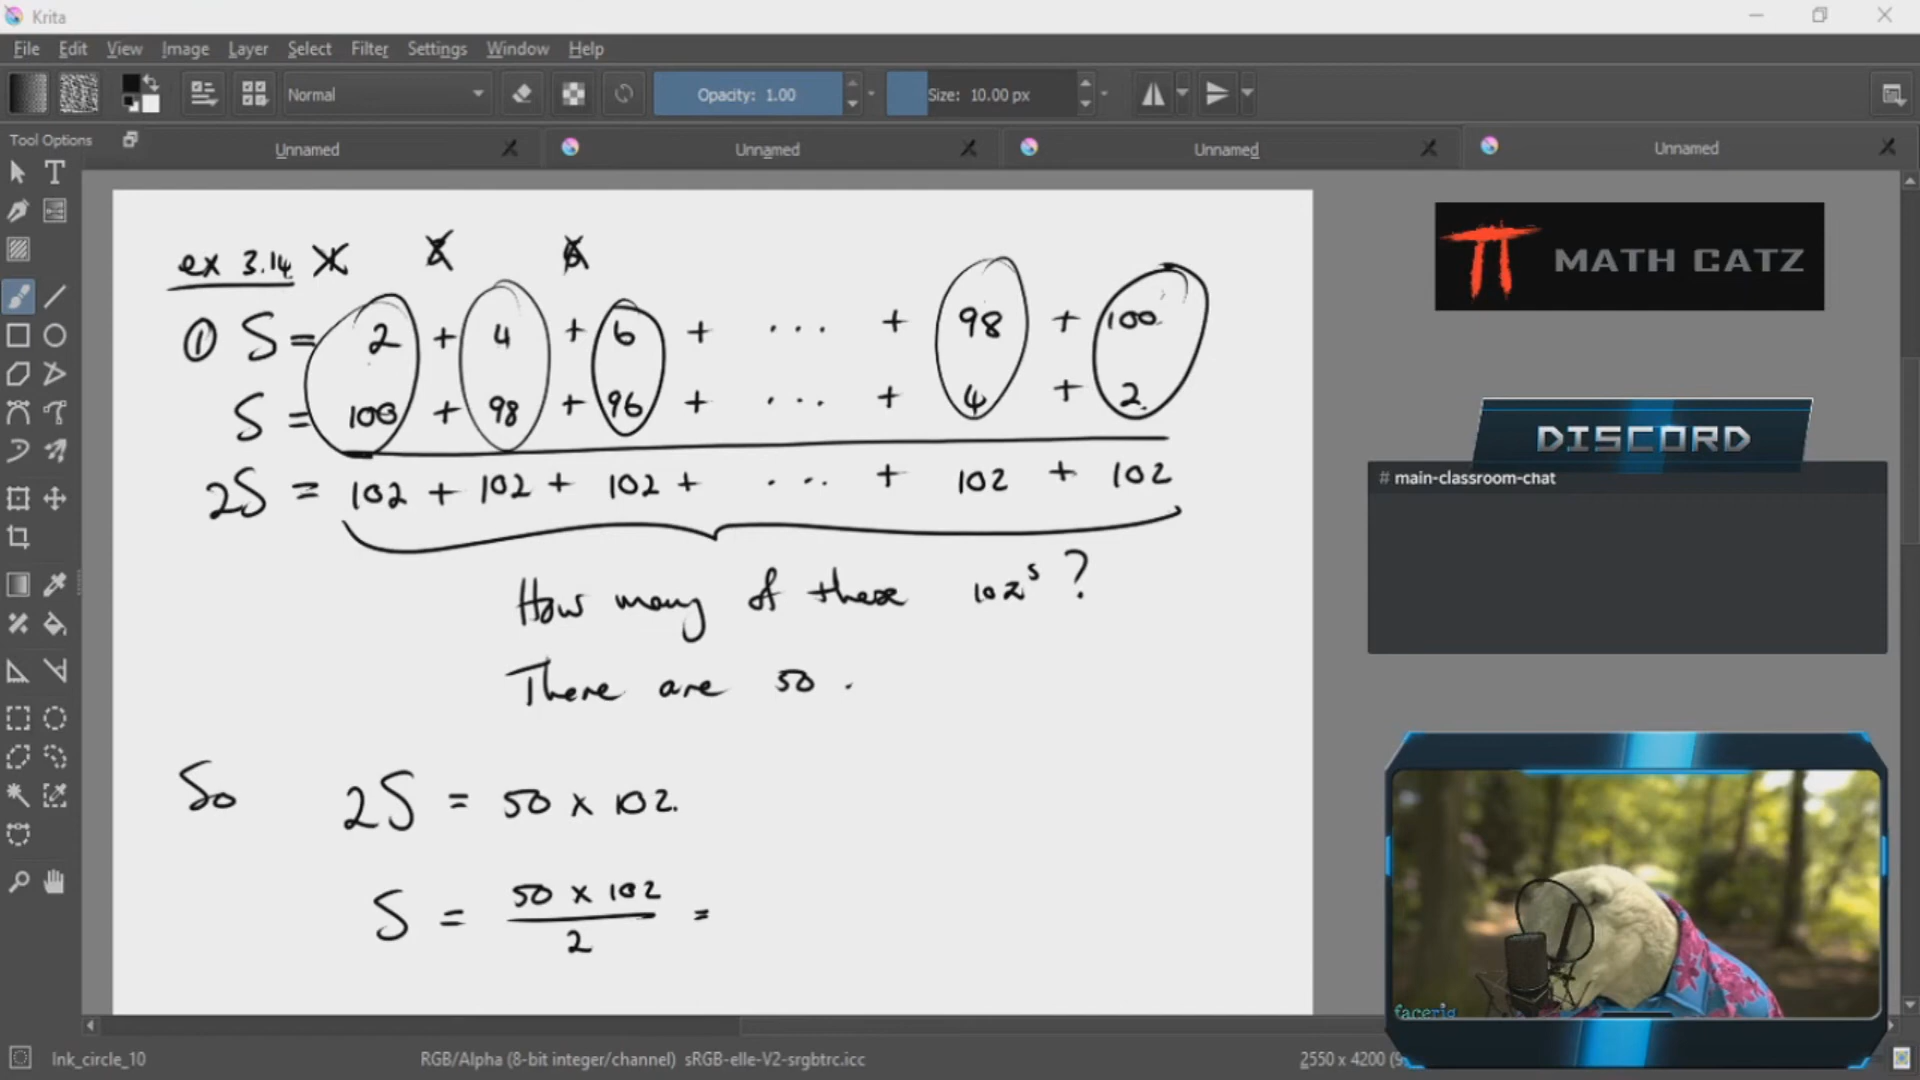 Krita
File Edit View Image Layer Select Filter Settings Window Help
Normal Opacity: 1.00 Size: 10.00 px
Tool Options Unnamed Unnamed Unnamed Unnamed
ex 3.14
① S = 2 + 4 + 6 + ... + 98 + 100
S = 100 + 98 + 96 + ... + 4 + 2
2S = 102 + 102 + 102 + ... + 102 + 102
How many of these 102s?
There are 50.
So 2S = 50 x 102.
S = 50 x 102 =
2
π MATH CATZ
DISCORD
# main-classroom-chat
facerig
Ink_circle_10 RGB/Alpha (8-bit integer/channel) sRGB-elle-V2-srgbtrc.icc 2550 x 4200 (9